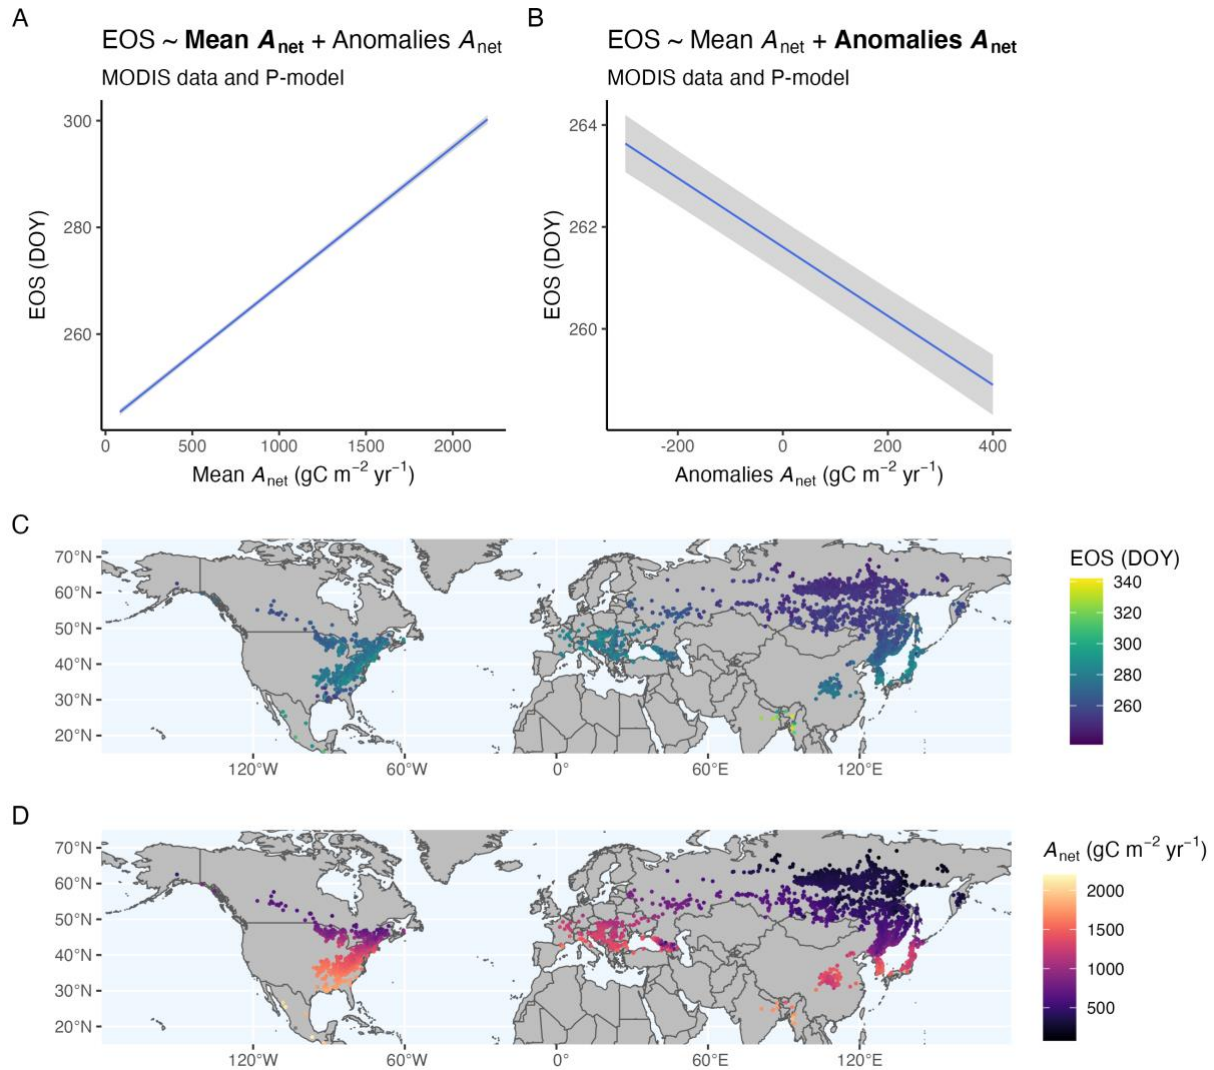 A
EOS ~ Mean Anet + Anomalies Anet
MODIS data and P-model
EOS (DOY)
300
280
260
0 500 1000 1500 2000
Mean Anet (gC m−2 yr−1)
B
EOS ~ Mean Anet + Anomalies Anet
MODIS data and P-model
EOS (DOY)
264
262
260
-200 0 200 400
Anomalies Anet (gC m−2 yr−1)
C
70°N
60°N
50°N
40°N
30°N
20°N
120°W 60°W 0° 60°E 120°E
EOS (DOY)
340
320
300
280
260
D
70°N
60°N
50°N
40°N
30°N
20°N
120°W 60°W 0° 60°E 120°E
Anet (gC m−2 yr−1)
2000
1500
1000
500